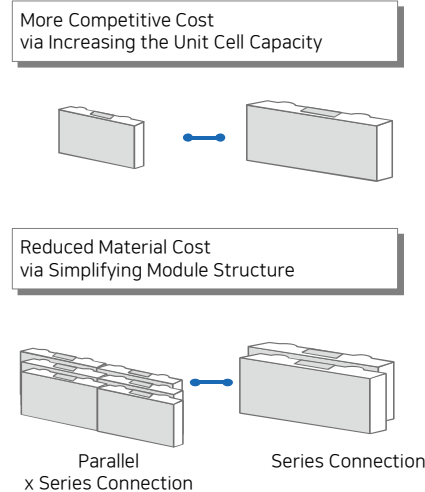 More Competitive Cost
via Increasing the Unit Cell Capacity
Reduced Material Cost
via Simplifying Module Structure
Parallel
x Series Connection
Series Connection